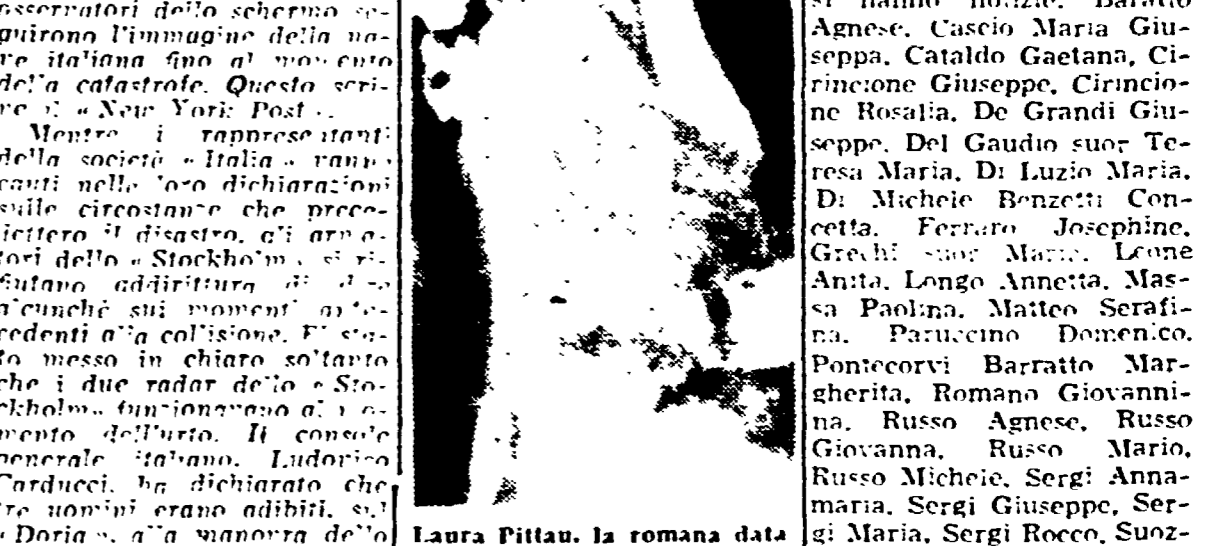 osservatori dello schermo se-
guirono l'immagine della na-
ve italiana fino al momento
della catastrofe. Questo scri-
ve il « New York Post ».
Mentre i rappresentanti
della società « Italia » vanno
cauti nelle loro dichiarazioni
sulle circostanze che prece-
dettero il disastro, gli arma-
tori dello « Stockholm » si ri-
fiutano addirittura di dire
alcunchè sui momenti ante-
cedenti alla collisione. E' sta-
to messo in chiaro soltanto
che i due radar dello « Sto-
ckholm » funzionavano al mo-
mento dell'urto. Il console
generale italiano, Ludovico
Carducci, ha dichiarato che
tre uomini erano adibiti, sul
« Doria », alla manovra dello
Laura Pittau, la romana data
si hanno notizie: Baratto
Agnese, Cascio Maria Giu-
seppa, Cataldo Gaetana, Ci-
rincione Giuseppe, Cirincio-
ne Rosalia, De Grandi Giu-
seppe, Del Gaudio suor Te-
resa Maria, Di Luzio Maria,
Di Michele Benzetti Con-
cetta, Ferraro Josephine,
Grechi suor Marie, Leone
Anita, Longo Annetta, Mas-
sa Paolina, Matteo Serafi-
na, Paruccino Domenico,
Pontecorvi Barratto Mar-
gherita, Romano Giovanni-
na, Russo Agnese, Russo
Giovanna, Russo Mario,
Russo Michele, Sergi Anna-
maria, Sergi Giuseppe, Ser-
gi Maria, Sergi Rocco, Suoz-